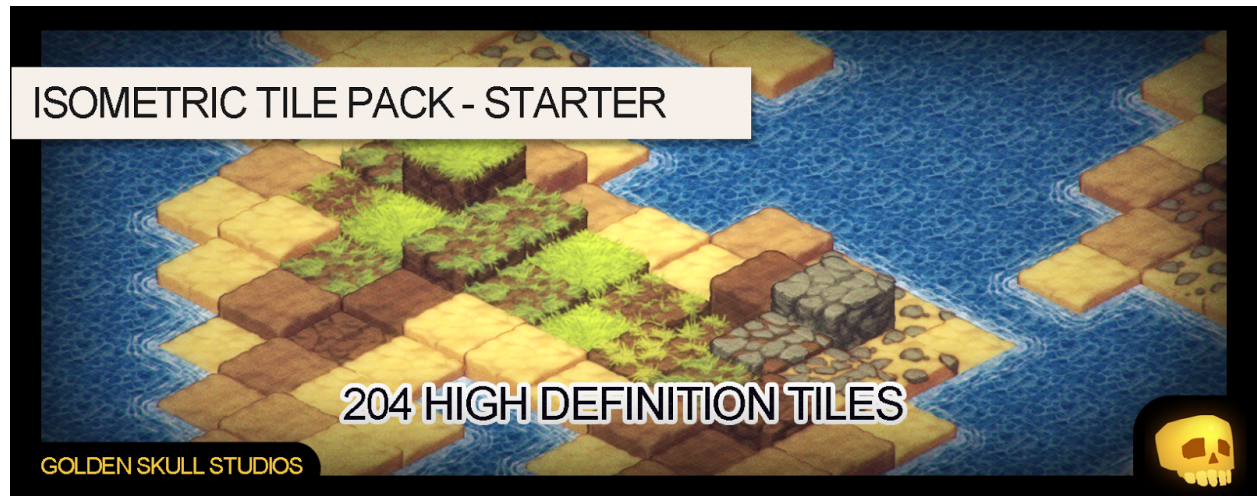 ISOMETRIC TILE PACK - STARTER
204 HIGH DEFINITION TILES
GOLDEN SKULL STUDIOS